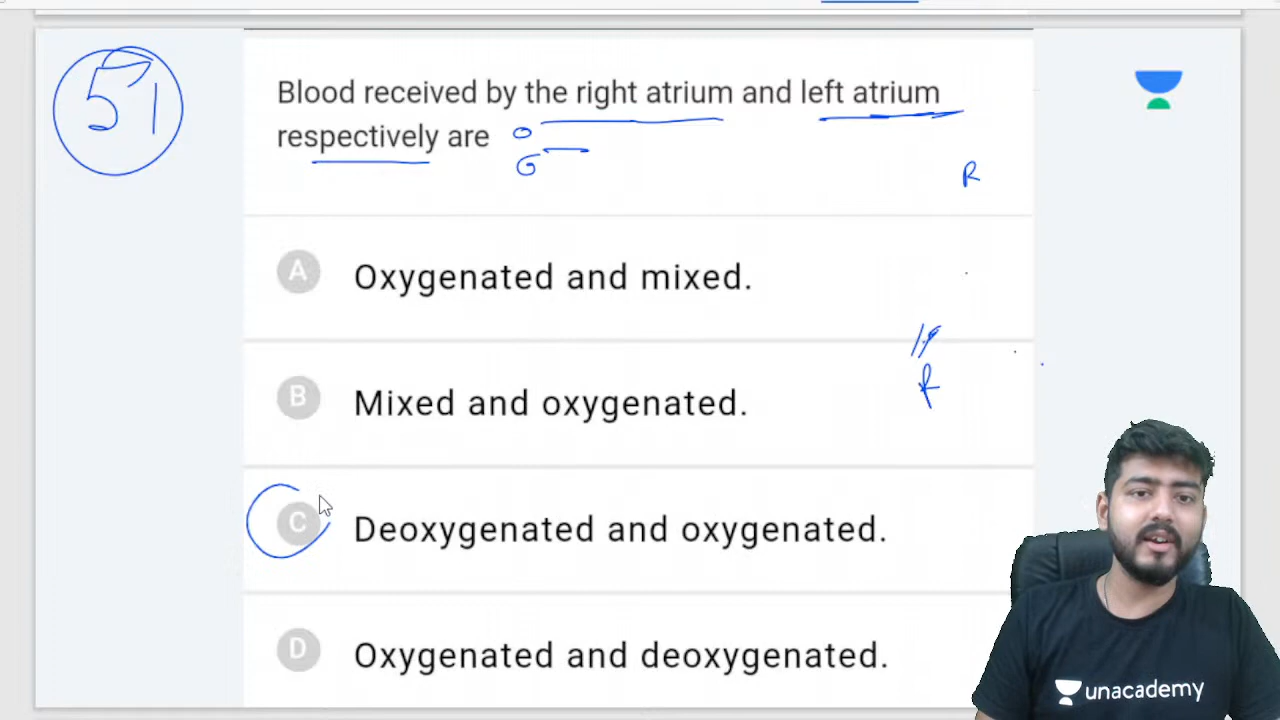 51
Blood received by the right atrium and left atrium
respectively are
R
A
Oxygenated and mixed.
B
Mixed and oxygenated.
R
C
Deoxygenated and oxygenated.
D
Oxygenated and deoxygenated.
unacademy